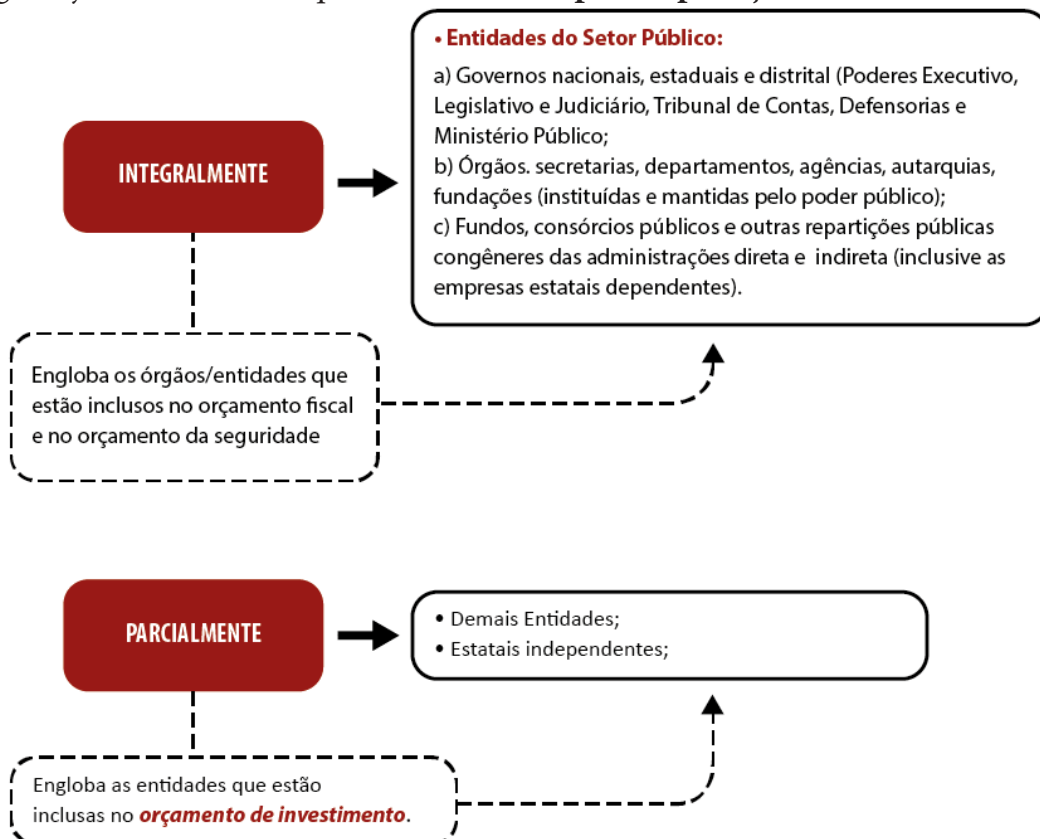 • Entidades do Setor Público:
a) Governos nacionais, estaduais e distrital (Poderes Executivo,
Legislativo e Judiciário, Tribunal de Contas, Defensorias e
Ministério Público;
b) Órgãos. secretarias, departamentos, agências, autarquias,
fundações (instituídas e mantidas pelo poder público);
c) Fundos, consórcios públicos e outras repartições públicas
congêneres das administrações direta e indireta (inclusive as
empresas estatais dependentes).
INTEGRALMENTE
Engloba os órgãos/entidades que
estão inclusos no orçamento fiscal
e no orçamento da seguridade
PARCIALMENTE
• Demais Entidades;
• Estatais independentes;
Engloba as entidades que estão
inclusas no orçamento de investimento.